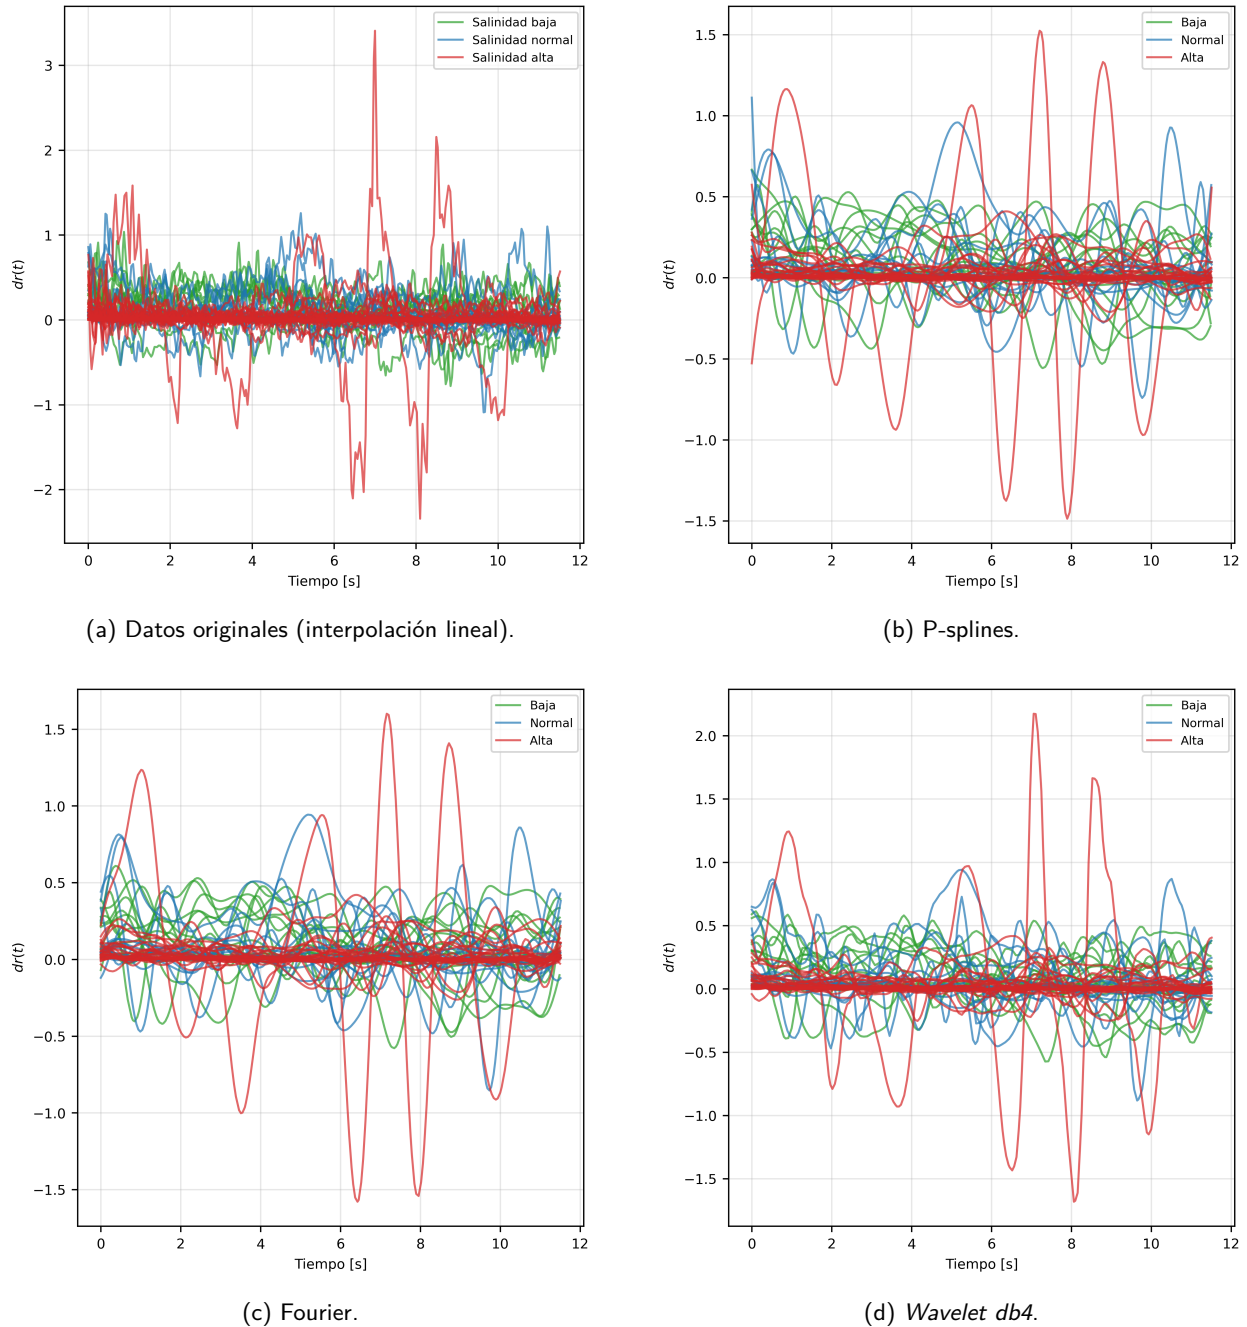 Salinidad baja
Salinidad normal
Salinidad alta
dr(t)
3
2
1
0
−1
−2
0 2 4 6 8 10 12
Tiempo [s]
(a) Datos originales (interpolación lineal).
Baja
Normal
Alta
dr(t)
1.5
1.0
0.5
0.0
−0.5
−1.0
−1.5
0 2 4 6 8 10 12
Tiempo [s]
(b) P-splines.
Baja
Normal
Alta
dr(t)
1.5
1.0
0.5
0.0
−0.5
−1.0
−1.5
0 2 4 6 8 10 12
Tiempo [s]
(c) Fourier.
Baja
Normal
Alta
dr(t)
2.0
1.5
1.0
0.5
0.0
−0.5
−1.0
−1.5
0 2 4 6 8 10 12
Tiempo [s]
(d) Wavelet db4.